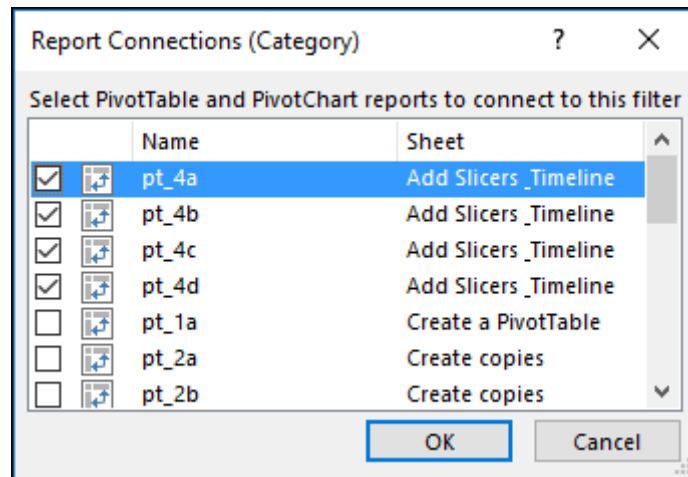 Report Connections (Category) ?
Select PivotTable and PivotChart reports to connect to this filter
Name Sheet
pt_4a Add Slicers _Timeline
pt_4b Add Slicers _Timeline
pt_4c Add Slicers _Timeline
pt_4d Add Slicers _Timeline
pt_1a Create a PivotTable
pt_2a Create copies
pt_2b Create copies
OK Cancel